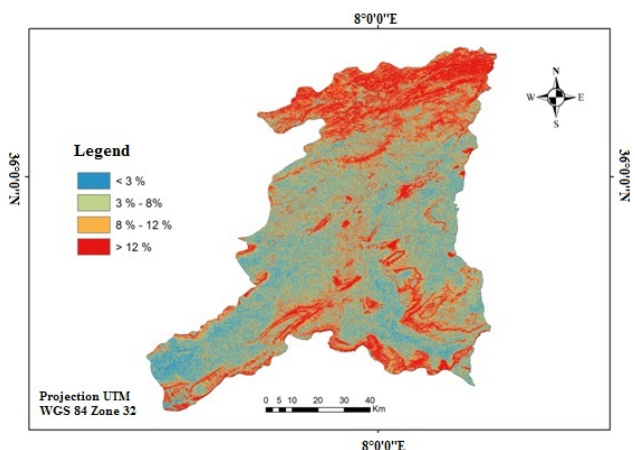 8°0'0"E
N
W E
S
Legend
36°0'0"N
36°0'0"N
< 3 %
3 % - 8%
8 % - 12 %
> 12 %
Projection UTM
WGS 84 Zone 32
0 5 10 20 30 40
Km
8°0'0"E